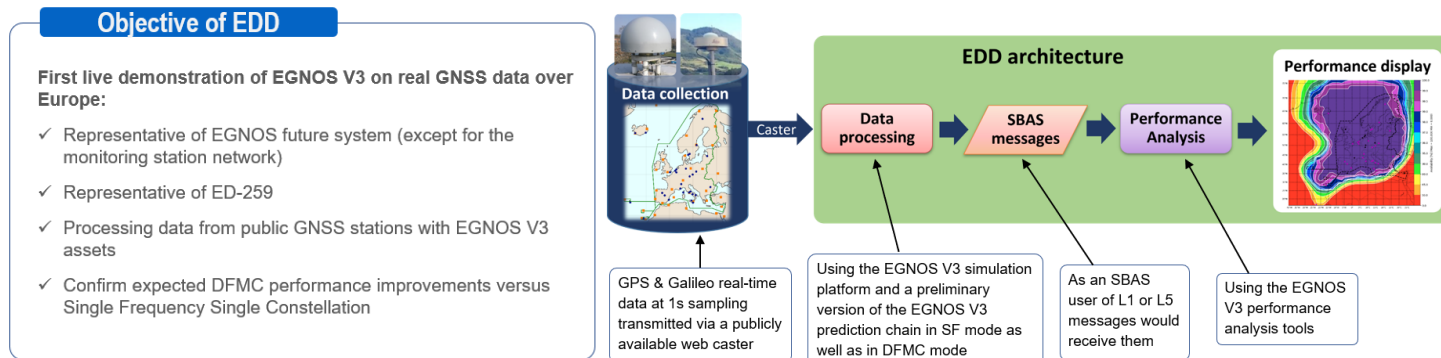 Objective of EDD
First live demonstration of EGNOS V3 on real GNSS data over
Europe:
✓ Representative of EGNOS future system (except for the
monitoring station network)
✓ Representative of ED-259
✓ Processing data from public GNSS stations with EGNOS V3
assets
✓ Confirm expected DFMC performance improvements versus
Single Frequency Single Constellation
Data collection
Caster
EDD architecture
Data
processing
SBAS
messages
Performance
Analysis
Performance display
GPS & Galileo real-time
data at 1s sampling
transmitted via a publicly
available web caster
Using the EGNOS V3 simulation
platform and a preliminary
version of the EGNOS V3
prediction chain in SF mode as
well as in DFMC mode
As an SBAS
user of L1 or L5
messages would
receive them
Using the EGNOS
V3 performance
analysis tools